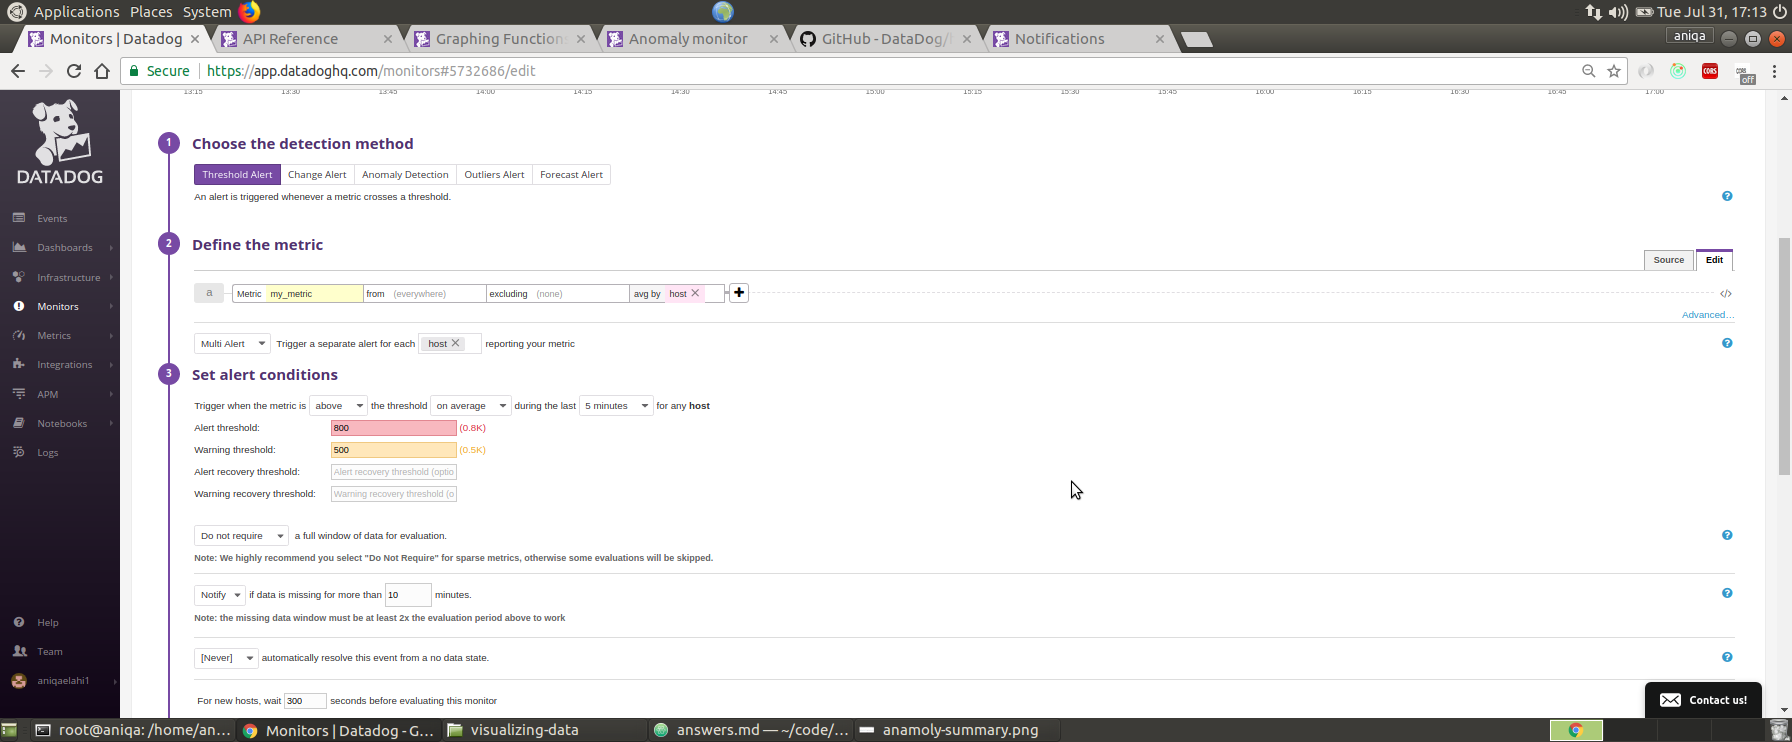 Applications Places System Tue Jul 31, 17:13
Monitors | Datadog API Reference Graphing Function Anomaly monitor GitHub - DataDog/ Notifications aniqa
Secure https://app.datadoghq.com/monitors#5732686/edit CORS off
13:15 13:30 13:45 14:00 14:15 14:30 14:45 15:00 15:15 15:30 15:45 16:00 16:15 16:30 16:45 17:00
DATADOG
Events
Dashboards
Infrastructure
Monitors
Metrics
Integrations
APM
Notebooks
Logs
Help
Team
aniqaelahi1
1 Choose the detection method
Threshold Alert Change Alert Anomaly Detection Outliers Alert Forecast Alert
An alert is triggered whenever a metric crosses a threshold. ?
2 Define the metric
Source Edit
a Metric my_metric from (everywhere) excluding (none) avg by host ✕ + </>
Advanced...
Multi Alert Trigger a separate alert for each host ✕ reporting your metric ?
3 Set alert conditions
Trigger when the metric is above the threshold on average during the last 5 minutes for any host
Alert threshold: 800 (0.8K)
Warning threshold: 500 (0.5K)
Alert recovery threshold: Alert recovery threshold (optio
Warning recovery threshold: Warning recovery threshold (o
Do not require a full window of data for evaluation. ?
Note: We highly recommend you select "Do Not Require" for sparse metrics, otherwise some evaluations will be skipped.
Notify if data is missing for more than 10 minutes. ?
Note: the missing data window must be at least 2x the evaluation period above to work
[Never] automatically resolve this event from a no data state. ?
For new hosts, wait 300 seconds before evaluating this monitor
Contact us!
root@aniqa: /home/an... Monitors | Datadog - G... visualizing-data answers.md — ~/code/... anamoly-summary.png